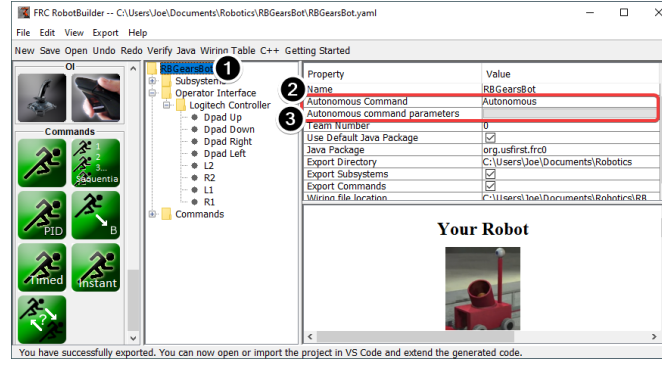 FRC RobotBuilder -- C:\Users\Joe\Documents\Robotics\RBGearsBot\RBGearsBot.yaml
File Edit View Export Help
New Save Open Undo Redo Verify Java Wiring Table C++ Getting Started
OI
Commands
1
2
3...
Sequentia
PID
B
Timed
Instant
?
RBGearsBot
1
Subsystems
Operator Interface
Logitech Controller
Dpad Up
Dpad Down
Dpad Right
Dpad Left
L2
R2
L1
R1
Commands
Property Value
2
Name RBGearsBot
Autonomous Command Autonomous
3
Autonomous command parameters
Team Number 0
Use Default Java Package
Java Package org.usfirst.frc0
Export Directory C:\Users\Joe\Documents\Robotics
Export Subsystems
Export Commands
Wiring file location C:\Users\Joe\Documents\Robotics\RB
Your Robot
You have successfully exported. You can now open or import the project in VS Code and extend the generated code.